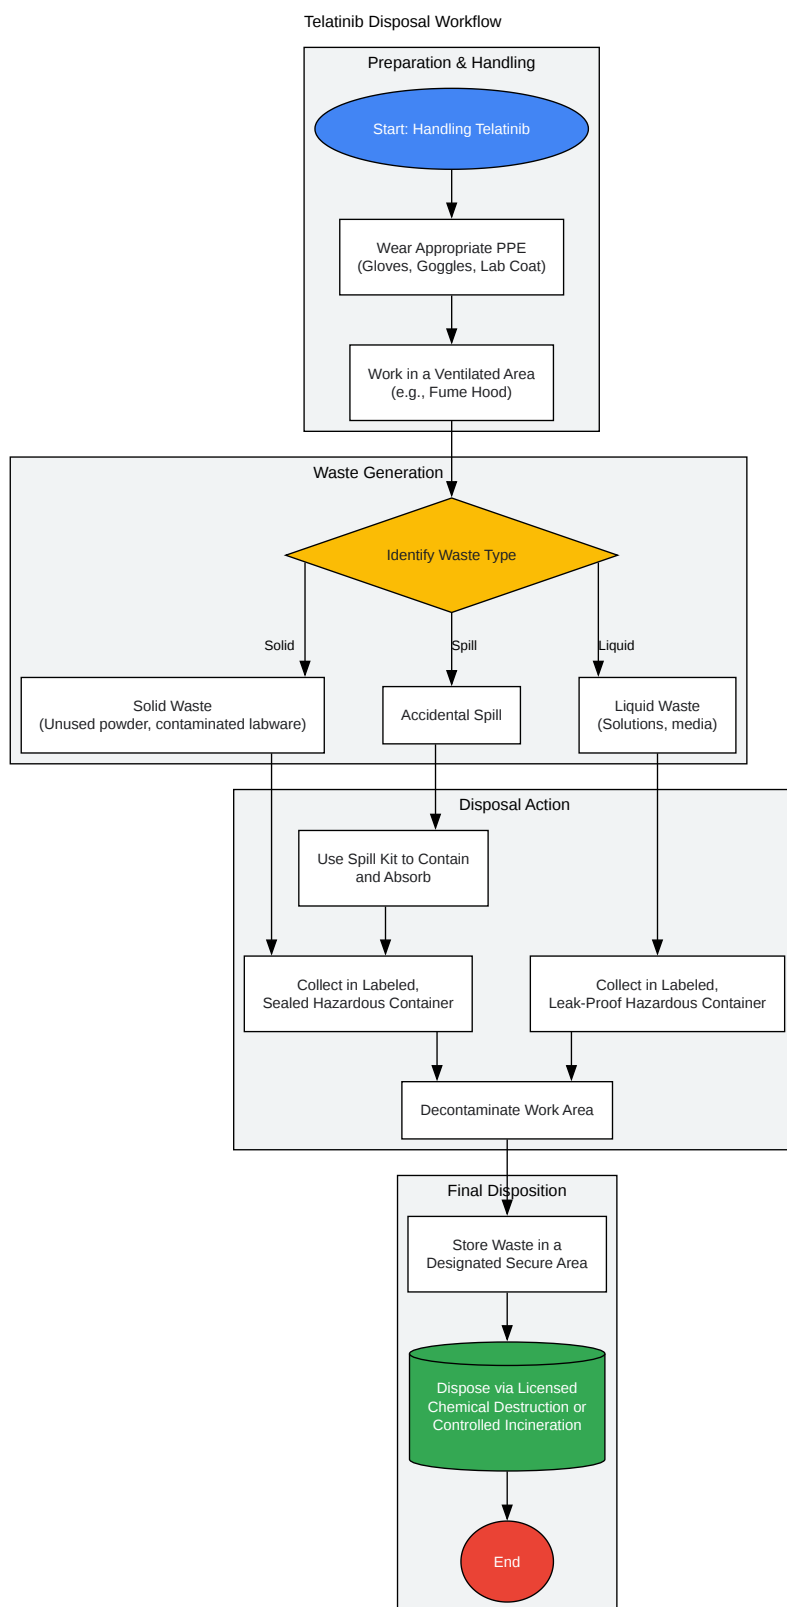 Telatinib Disposal Workflow
Preparation & Handling
Start: Handling Telatinib
Wear Appropriate PPE
(Gloves, Goggles, Lab Coat)
Work in a Ventilated Area
(e.g., Fume Hood)
Waste Generation
Identify Waste Type
Solid
Spill
Liquid
Solid Waste
(Unused powder, contaminated labware)
Accidental Spill
Liquid Waste
(Solutions, media)
Disposal Action
Use Spill Kit to Contain
and Absorb
Collect in Labeled,
Sealed Hazardous Container
Collect in Labeled,
Leak-Proof Hazardous Container
Decontaminate Work Area
Final Disposition
Store Waste in a
Designated Secure Area
Dispose via Licensed
Chemical Destruction or
Controlled Incineration
End